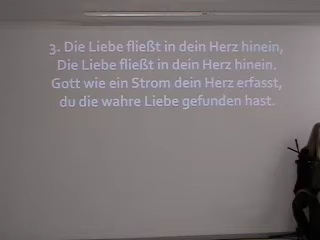 3. Die Liebe fließt in dein Herz hinein,
Die Liebe fließt in dein Herz hinein.
Gott wie ein Strom dein Herz erfasst,
du die wahre Liebe gefunden hast.